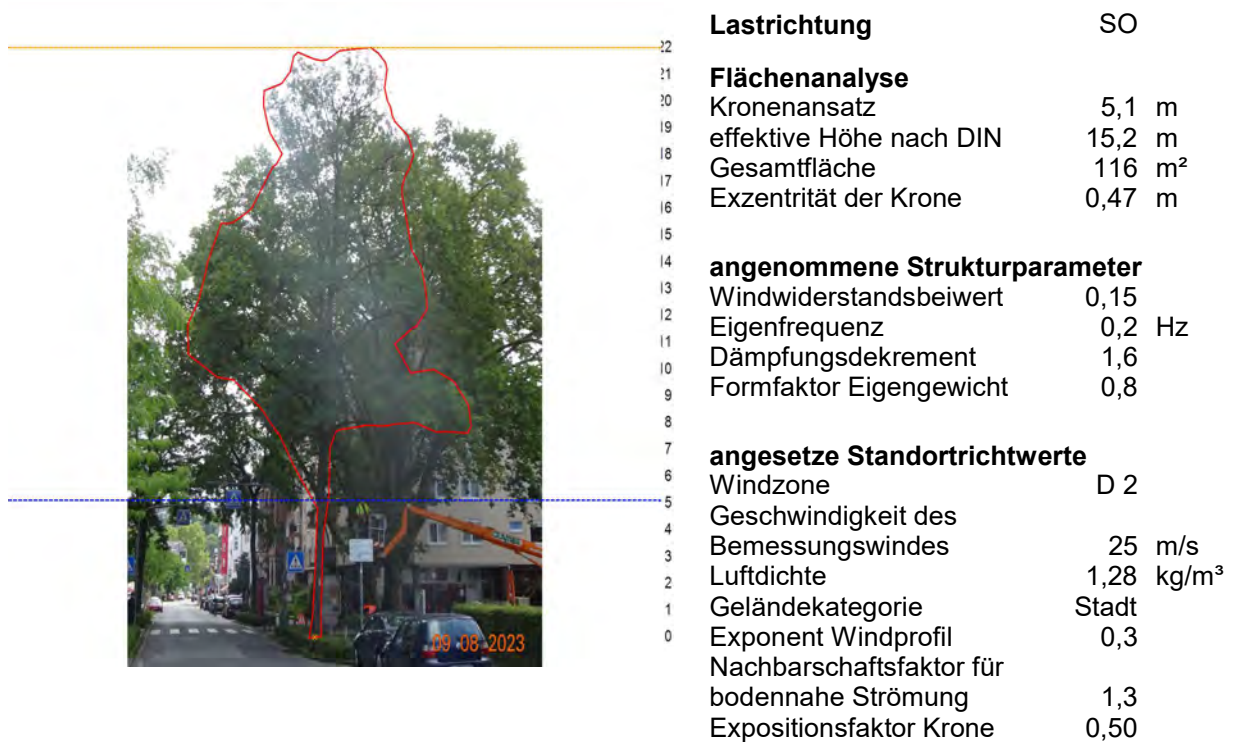 22
21
20
19
18
17
16
15
14
13
12
11
10
9
8
7
6
5
4
3
2
1
0
09 08 2023
Lastrichtung SO
Flächenanalyse
Kronenansatz 5,1 m
effektive Höhe nach DIN 15,2 m
Gesamtfläche 116 m²
Exzentrität der Krone 0,47 m
angenommene Strukturparameter
Windwiderstandsbeiwert 0,15
Eigenfrequenz 0,2 Hz
Dämpfungsdekrement 1,6
Formfaktor Eigengewicht 0,8
angesetze Standortrichtwerte
Windzone D 2
Geschwindigkeit des
Bemessungswindes 25 m/s
Luftdichte 1,28 kg/m³
Geländekategorie Stadt
Exponent Windprofil 0,3
Nachbarschaftsfaktor für
bodennahe Strömung 1,3
Expositionsfaktor Krone 0,50